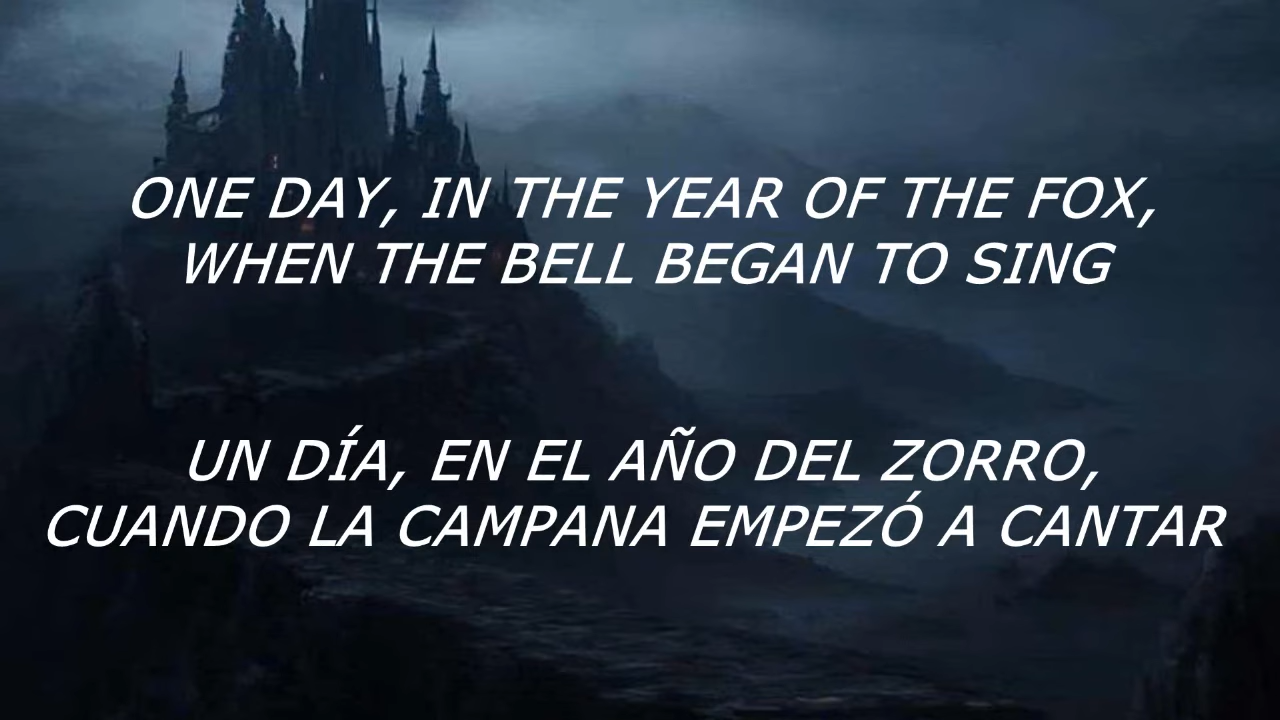 ONE DAY, IN THE YEAR OF THE FOX,
WHEN THE BELL BEGAN TO SING
UN DÍA, EN EL AÑO DEL ZORRO,
CUANDO LA CAMPANA EMPEZÓ A CANTAR